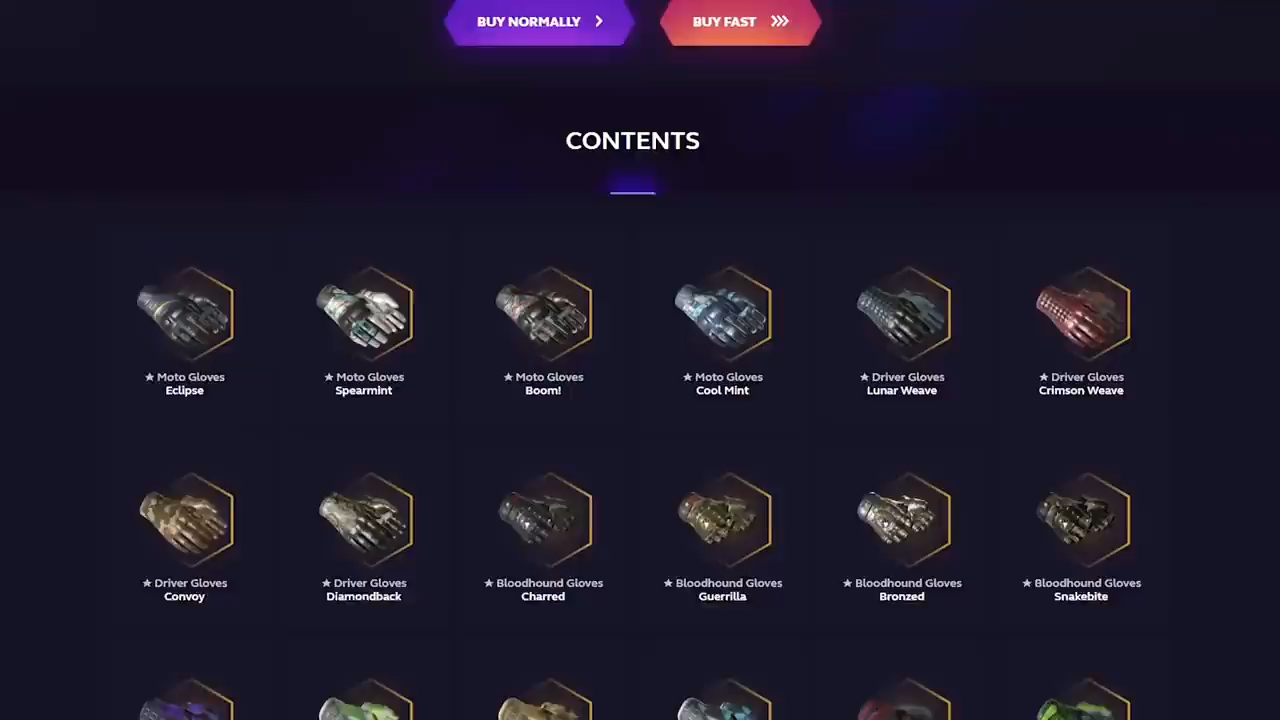 BUY NORMALLY
BUY FAST
CONTENTS
★ Moto Gloves
Eclipse
★ Moto Gloves
Spearmint
★ Moto Gloves
Boom!
★ Moto Gloves
Cool Mint
★ Driver Gloves
Lunar Weave
★ Driver Gloves
Crimson Weave
★ Driver Gloves
Convoy
★ Driver Gloves
Diamondback
★ Bloodhound Gloves
Charred
★ Bloodhound Gloves
Guerrilla
★ Bloodhound Gloves
Bronzed
★ Bloodhound Gloves
Snakebite